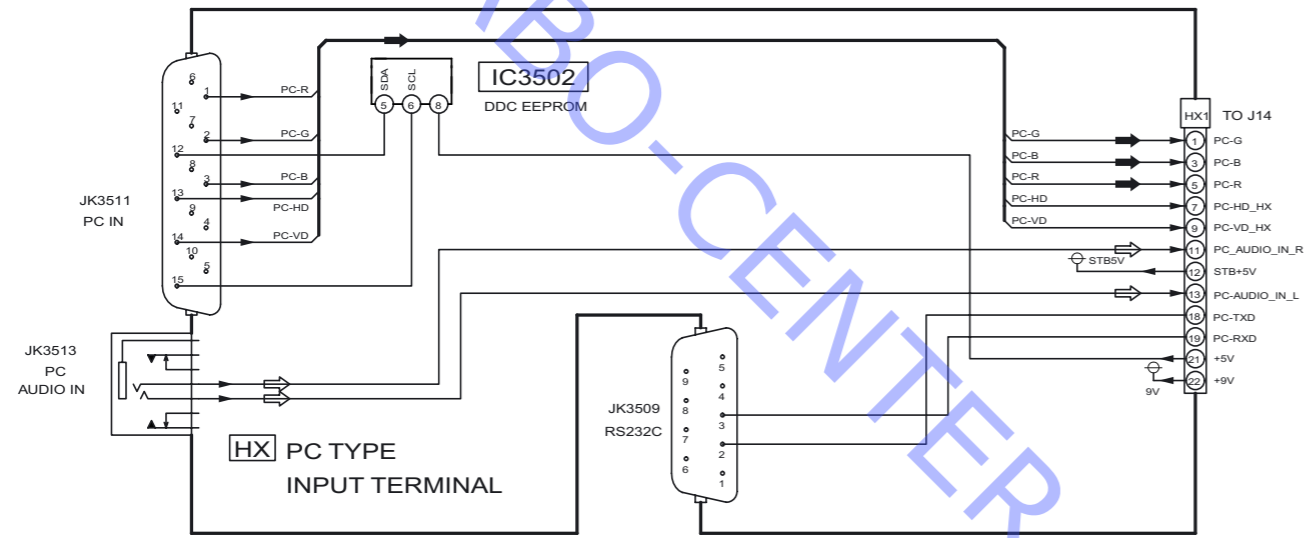 6
1
11
7
2
12
8
3
13
9
4
14
10
5
15
JK3511
PC IN
PC-R
PC-G
PC-B
PC-HD
PC-VD
SDA
SCL
5
6
8
IC3502
DDC EEPROM
PC-G
PC-B
PC-R
PC-HD
PC-VD
STB5V
9V
HX1
TO J14
1 PC-G
3 PC-B
5 PC-R
7 PC-HD_HX
9 PC-VD_HX
11 PC_AUDIO_IN_R
12 STB+5V
13 PC-AUDIO_IN_L
18 PC-TXD
19 PC-RXD
21 +5V
22 +9V
JK3513
PC
AUDIO IN
HX PC TYPE
INPUT TERMINAL
JK3509
RS232C
5
9
4
8
3
7
2
6
1
BO-CENTER